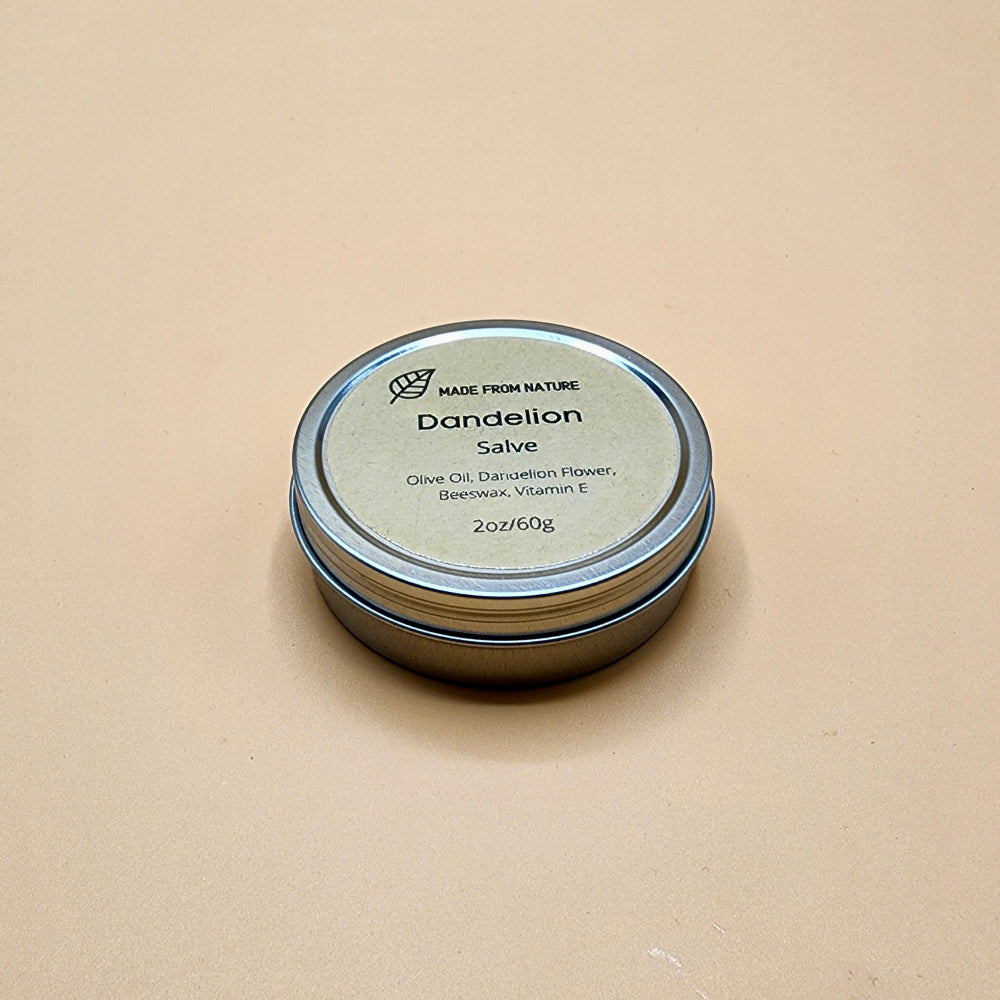 MADE FROM NATURE
Dandelion
Salve
Olive Oil, Dandelion Flower,
Beeswax, Vitamin E
2oz/60g